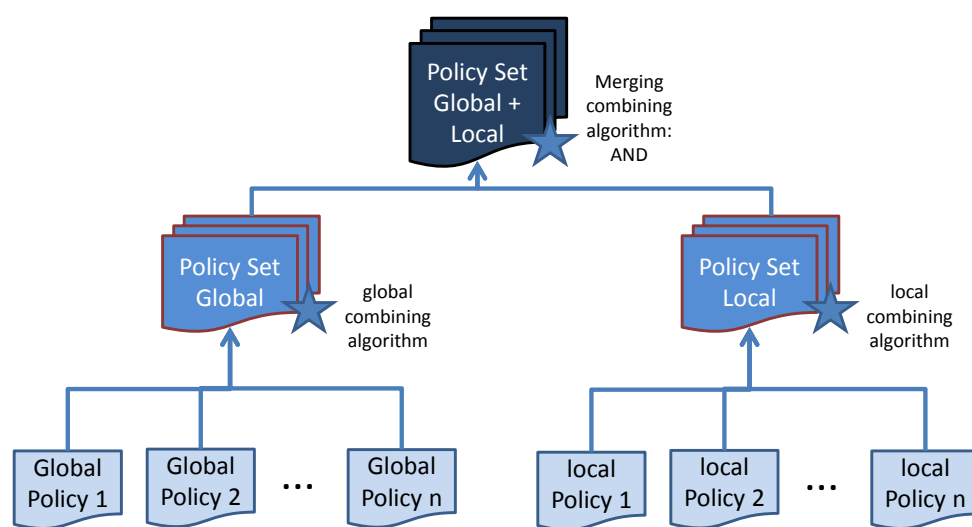 Policy Set
Global +
Local
Merging
combining
algorithm:
AND
Policy Set
Global
global
combining
algorithm
Policy Set
Local
local
combining
algorithm
Global
Policy 1
Global
Policy 2
...
Global
Policy n
local
Policy 1
local
Policy 2
...
local
Policy n